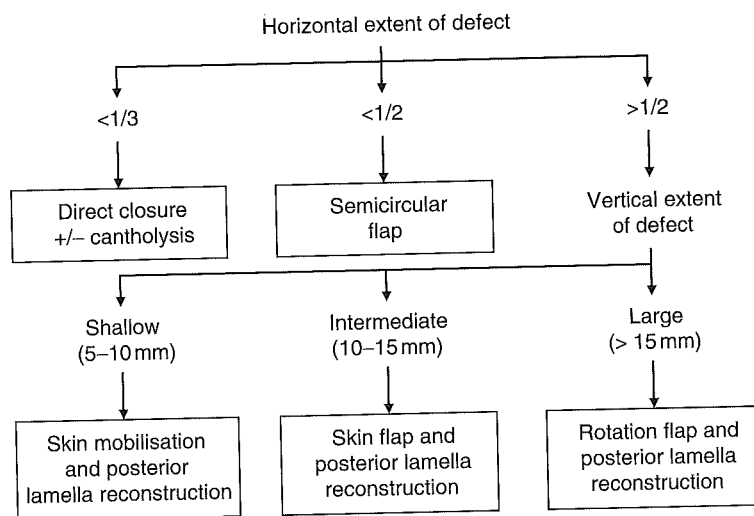 Horizontal extent of defect
<1/3
<1/2
>1/2
Direct closure
+/– cantholysis
Semicircular
flap
Vertical extent
of defect
Shallow
(5–10 mm)
Intermediate
(10–15 mm)
Large
(> 15 mm)
Skin mobilisation
and posterior
lamella reconstruction
Skin flap and
posterior lamella
reconstruction
Rotation flap and
posterior lamella
reconstruction